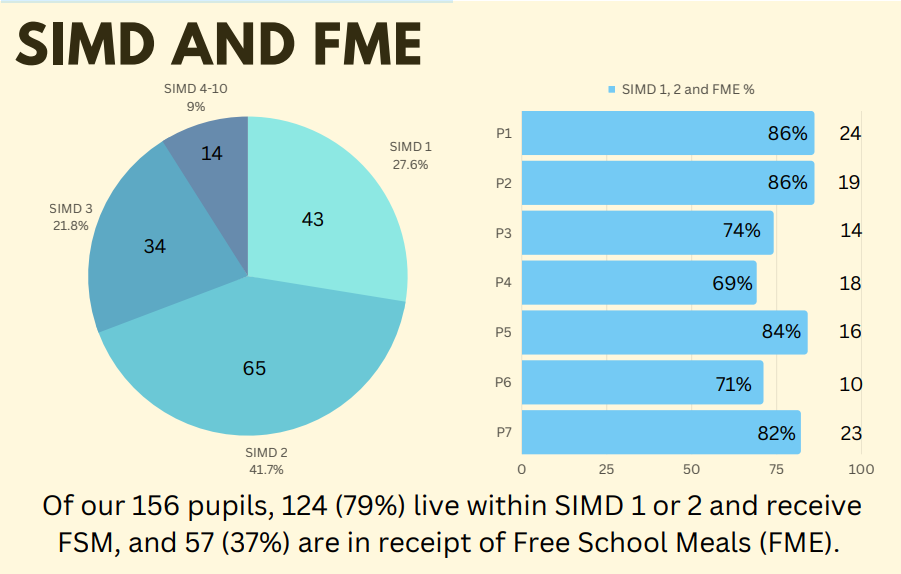 SIMD AND FME
SIMD 4-10
9%
SIMD 1
27.6%
SIMD 3
21.8%
14
43
34
65
SIMD 2
41.7%
SIMD 1, 2 and FME %
P1 86% 24
P2 86% 19
P3 74% 14
P4 69% 18
P5 84% 16
P6 71% 10
P7 82% 23
0 25 50 75 100
Of our 156 pupils, 124 (79%) live within SIMD 1 or 2 and receive
FSM, and 57 (37%) are in receipt of Free School Meals (FME).